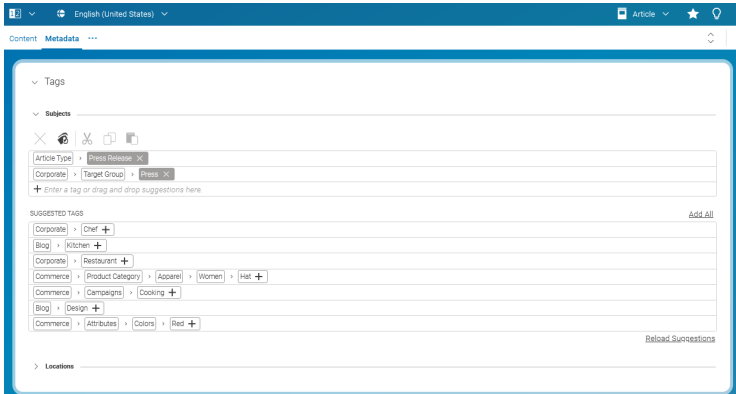 English (United States)
Article
Content Metadata ...
Tags
Subjects
Article Type › Press Release ×
Corporate › Target Group › Press ×
+ Enter a tag or drag and drop suggestions here.
SUGGESTED TAGS Add All
Corporate › Chef +
Blog › Kitchen +
Corporate › Restaurant +
Commerce › Product Category › Apparel › Women › Hat +
Commerce › Campaigns › Cooking +
Blog › Design +
Commerce › Attributes › Colors › Red +
Reload Suggestions
Locations